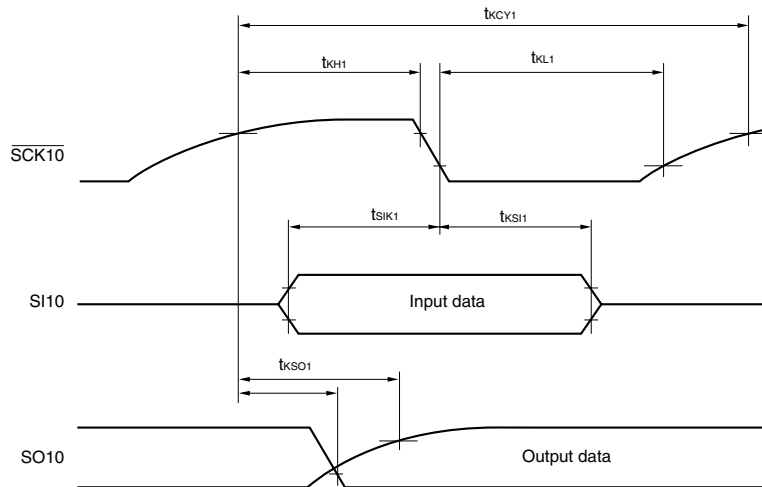 tKCY1
tKH1
tKL1
SCK10
tSIK1
tKSI1
SI10
Input data
tKSO1
SO10
Output data